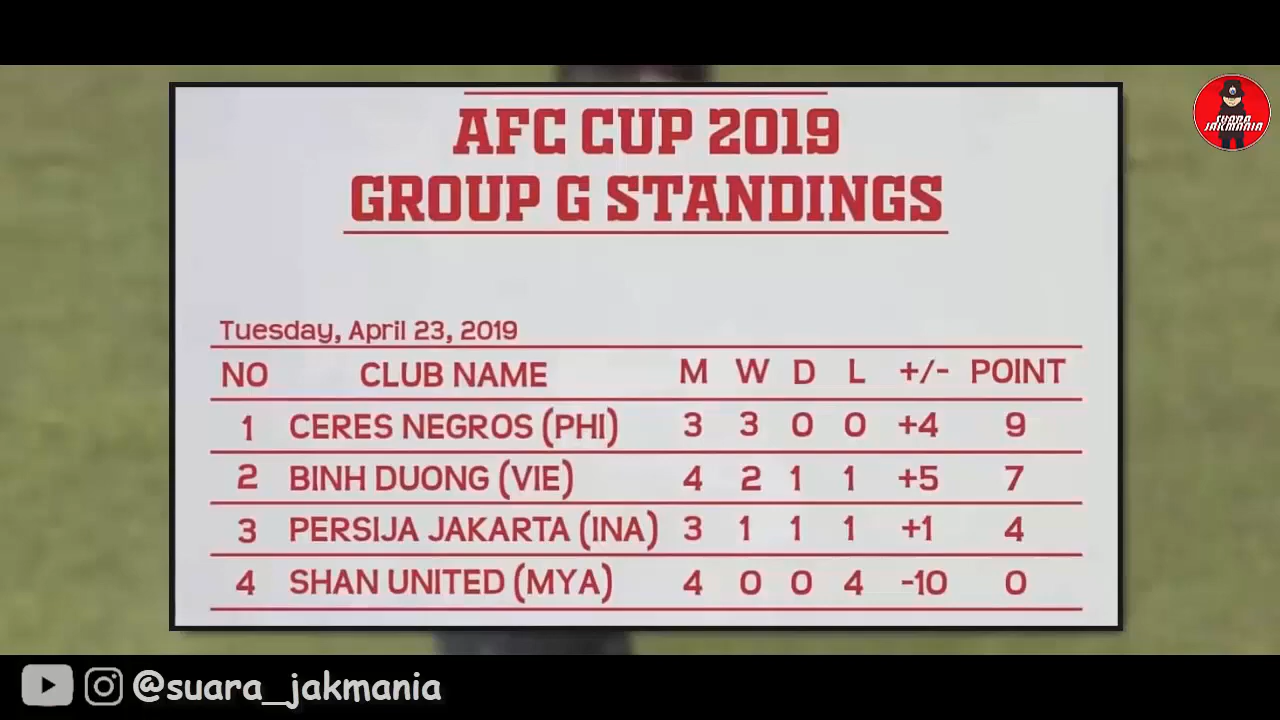 AFC CUP 2019
GROUP G STANDINGS
SUARA
JAKMANIA
Tuesday, April 23, 2019
NO CLUB NAME M W D L +/- POINT
1 CERES NEGROS (PHI) 3 3 0 0 +4 9
2 BINH DUONG (VIE) 4 2 1 1 +5 7
3 PERSIJA JAKARTA (INA) 3 1 1 1 +1 4
4 SHAN UNITED (MYA) 4 0 0 4 -10 0
@suara_jakmania